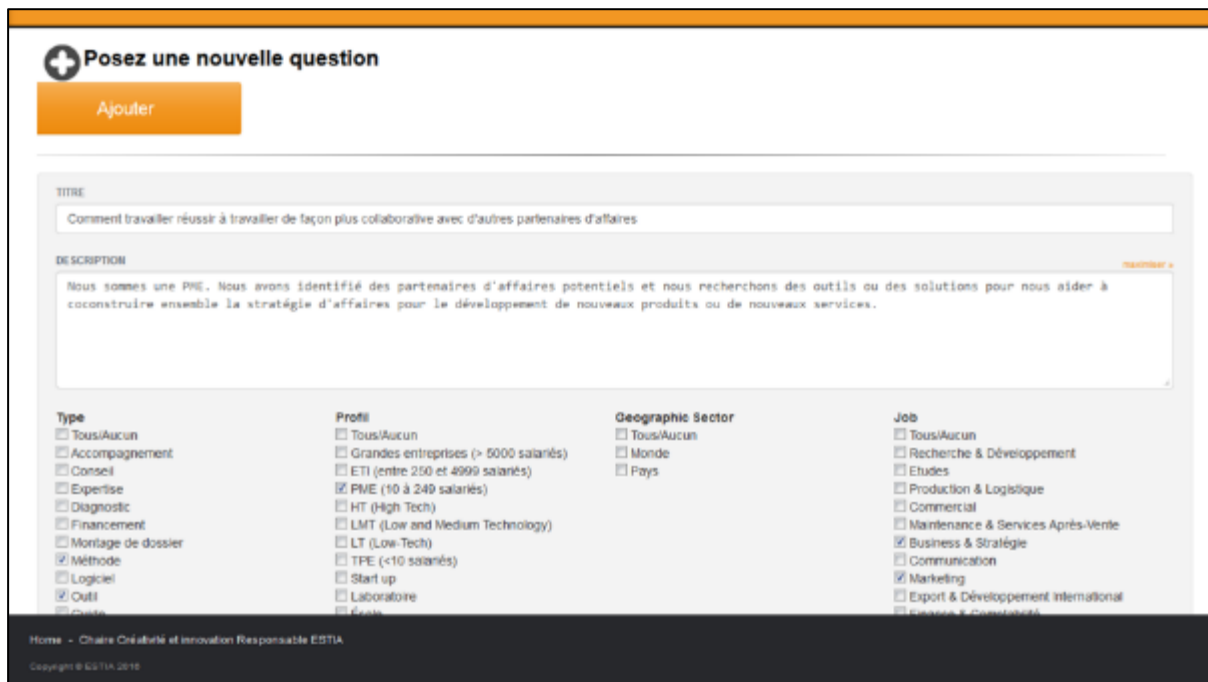 Posez une nouvelle question
Ajouter
TITRE
Comment travailler réussir à travailler de façon plus collaborative avec d'autres partenaires d'affaires
DESCRIPTION
maximiser »
Nous sommes une PME. Nous avons identifié des partenaires d'affaires potentiels et nous recherchons des outils ou des solutions pour nous aider à
coconstruire ensemble la stratégie d'affaires pour le développement de nouveaux produits ou de nouveaux services.
Type
Tous/Aucun
Accompagnement
Conseil
Expertise
Diagnostic
Financement
Montage de dossier
Méthode
Logiciel
Outil
Guide
Profil
Tous/Aucun
Grandes entreprises (> 5000 salariés)
ETI (entre 250 et 4999 salariés)
PME (10 à 249 salariés)
HT (High Tech)
LMT (Low and Medium Technology)
LT (Low-Tech)
TPE (<10 salariés)
Start up
Laboratoire
École
Geographic Sector
Tous/Aucun
Monde
Pays
Job
Tous/Aucun
Recherche & Développement
Etudes
Production & Logistique
Commercial
Maintenance & Services Après-Vente
Business & Stratégie
Communication
Marketing
Export & Développement International
Finance & Comptabilité
Home - Chaire Créativité et innovation Responsable ESTIA
Copyright © ESTIA 2016